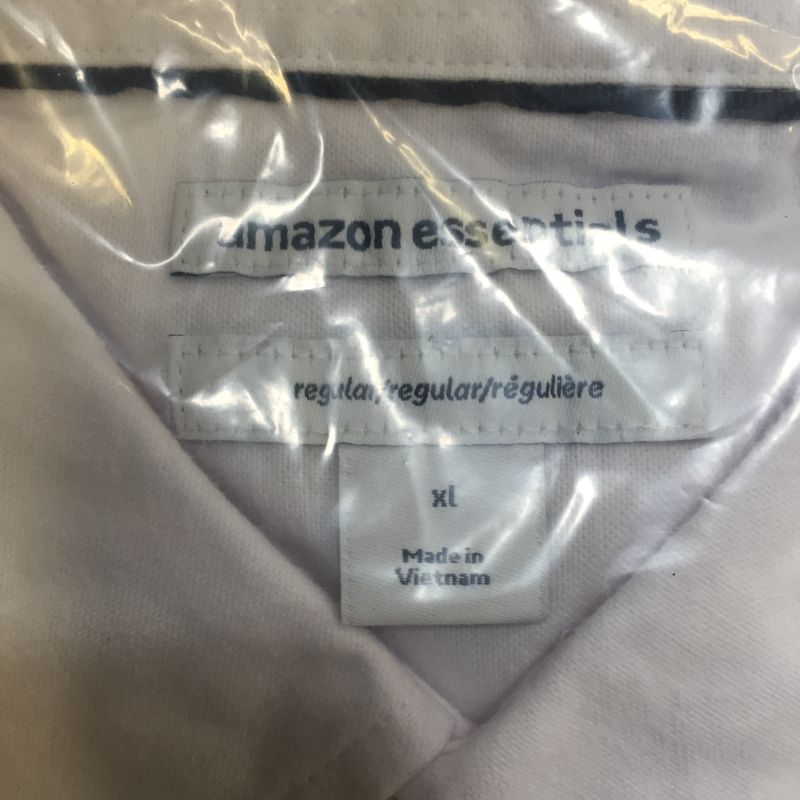 amazon essentials
regular/regular/régulière
xl
Made in
Vietnam